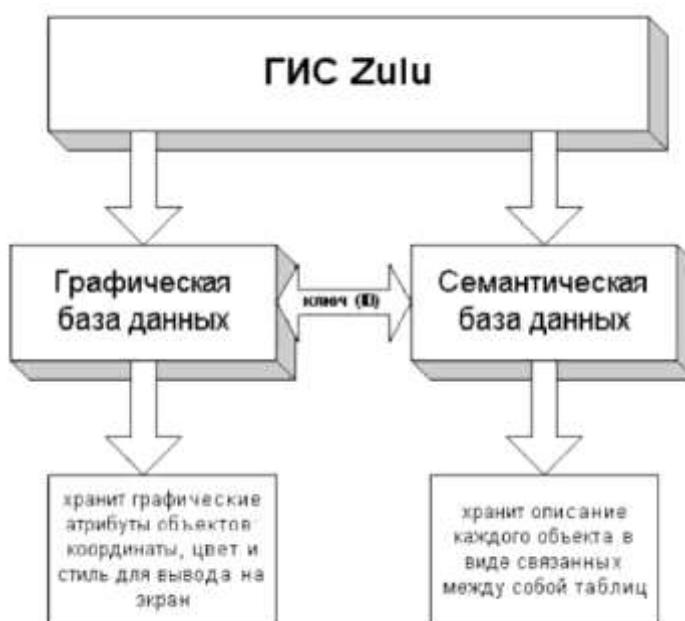 ГИС Zulu
Графическая
база данных
ключ (ID)
Семантическая
база данных
хранит графические
атрибуты объектов
координаты, цвет и
стиль для вывода на
экран
хранит описание
каждого объекта в
виде связанных
между собой таблиц